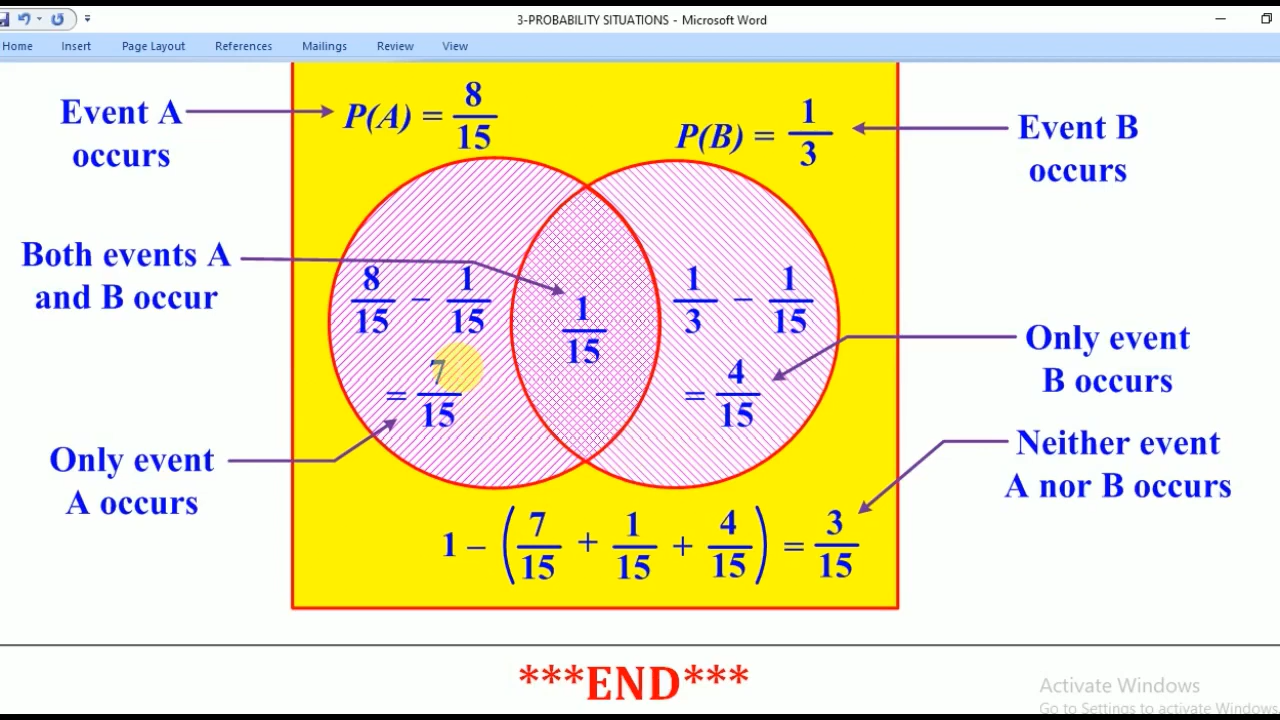 3-PROBABILITY SITUATIONS - Microsoft Word
Home Insert Page Layout References Mailings Review View
Event A
occurs
P(A) = 8/15
P(B) = 1/3
Event B
occurs
Both events A
and B occur
8/15 − 1/15
= 7/15
1/15
1/3 − 1/15
= 4/15
Only event
B occurs
Only event
A occurs
Neither event
A nor B occurs
1 − (7/15 + 1/15 + 4/15) = 3/15
***END***
Activate Windows
Go to Settings to activate Windows